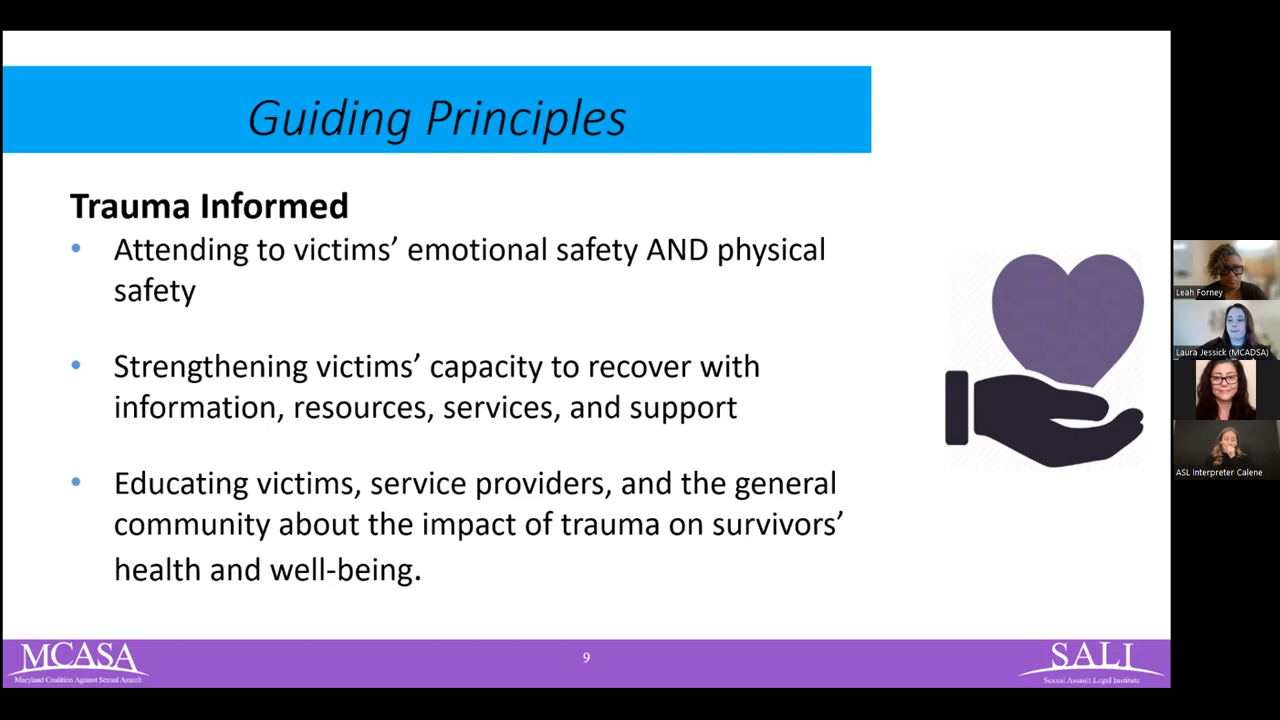 Guiding Principles
Trauma Informed
• Attending to victims’ emotional safety AND physical
safety
• Strengthening victims’ capacity to recover with
information, resources, services, and support
• Educating victims, service providers, and the general
community about the impact of trauma on survivors’
health and well-being.
MCASA
Maryland Coalition Against Sexual Assault
9
SALI
Sexual Assault Legal Institute
Leah Forney
Laura Jessick (MCADSA)
ASL Interpreter Calene